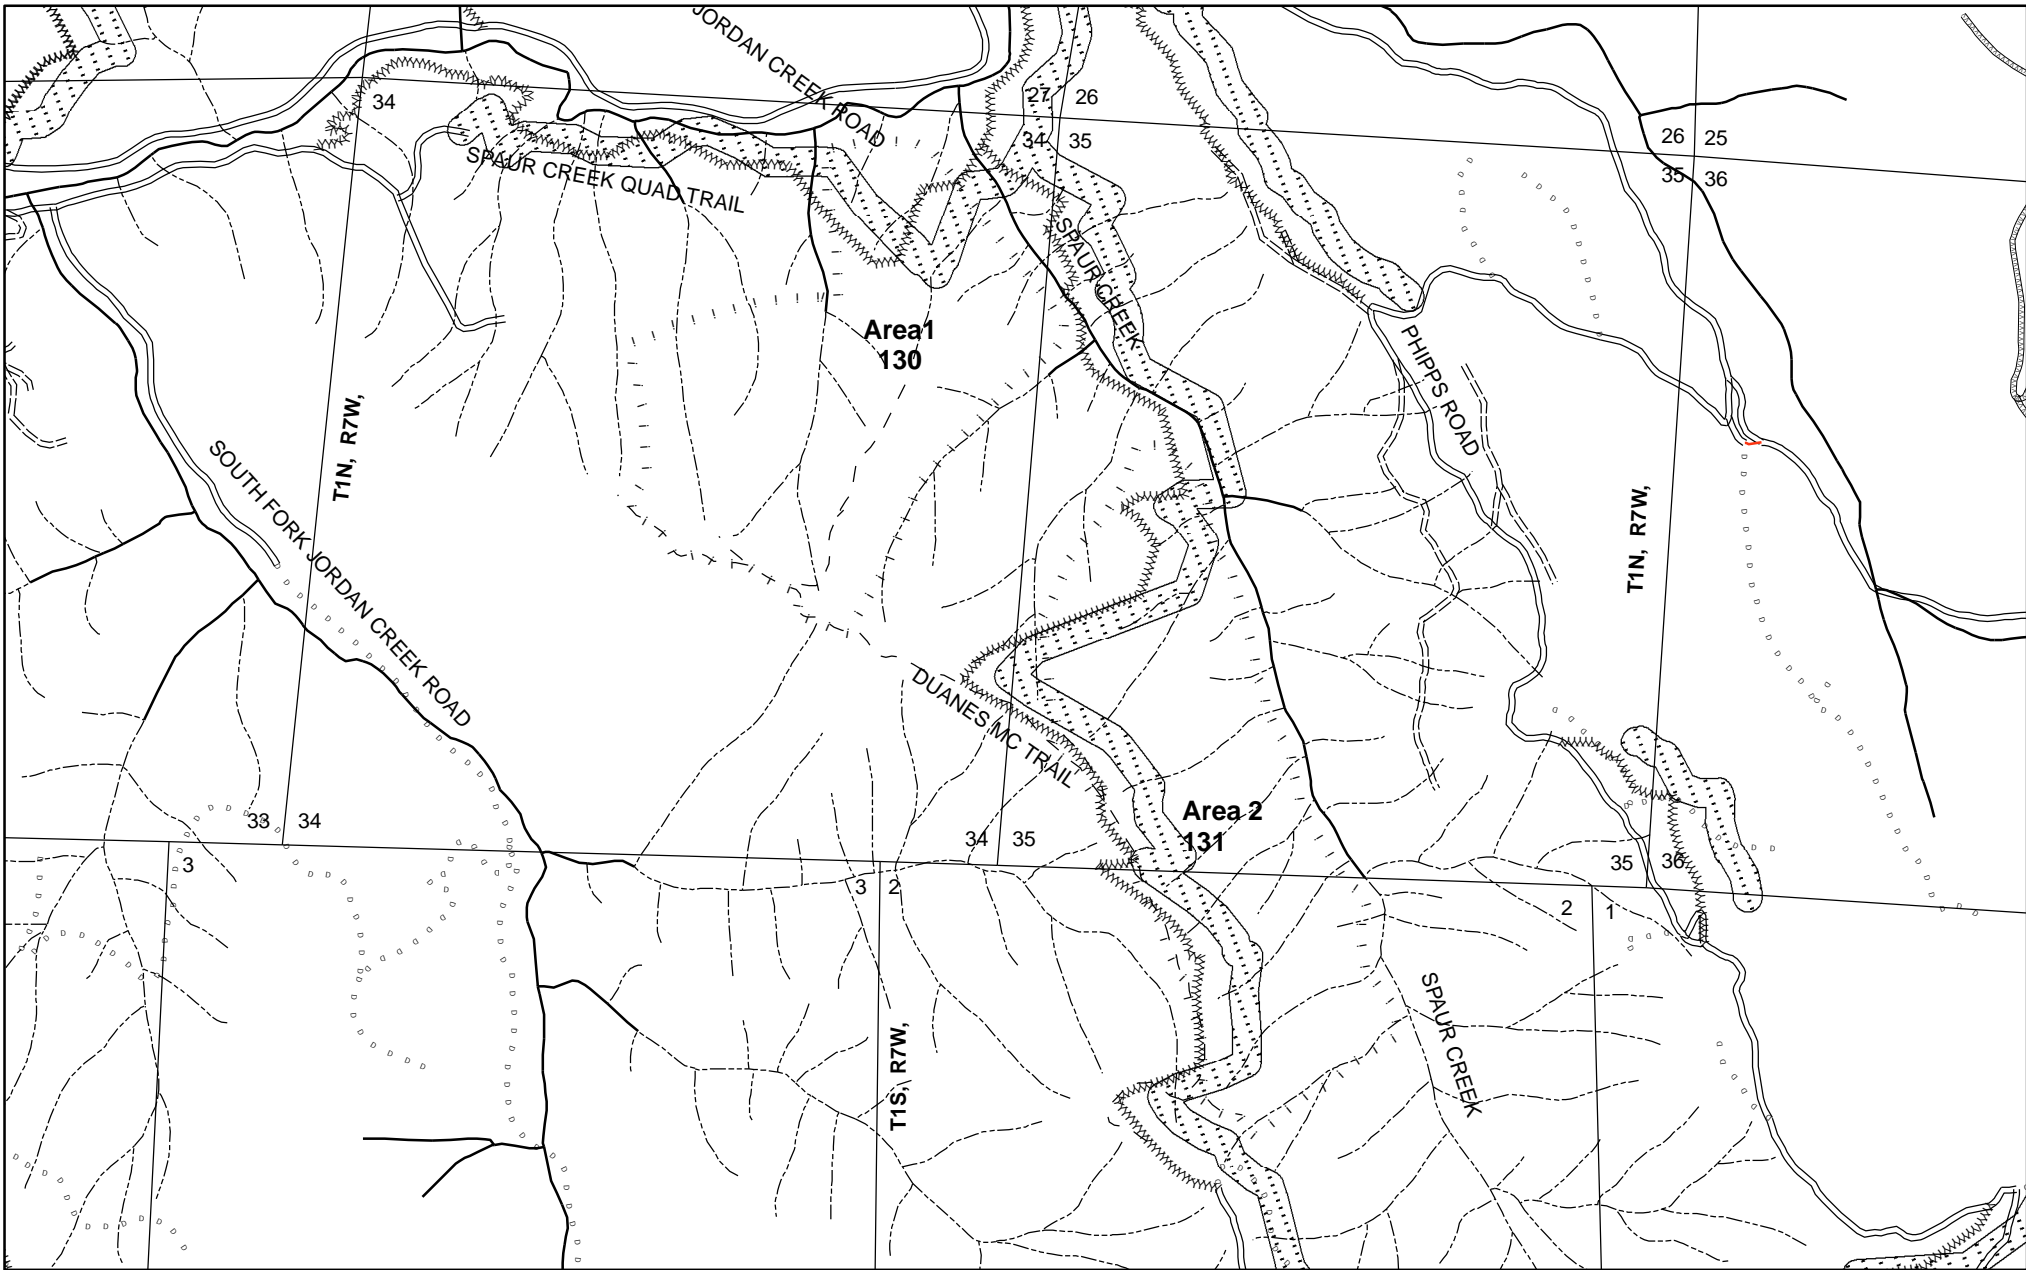 JORDAN CREEK ROAD
34
27 26
34 35
26 25
35 36
SPAUR CREEK QUAD TRAIL
SPAUR CREEK
Area1
130
PHIPPS ROAD
T1N, R7W,
SOUTH FORK JORDAN CREEK ROAD
T1N, R7W,
DUANES MC TRAIL
Area 2
131
33 34
34 35
35 36
3
3 2
2 1
SPAUR CREEK
T1S, R7W,